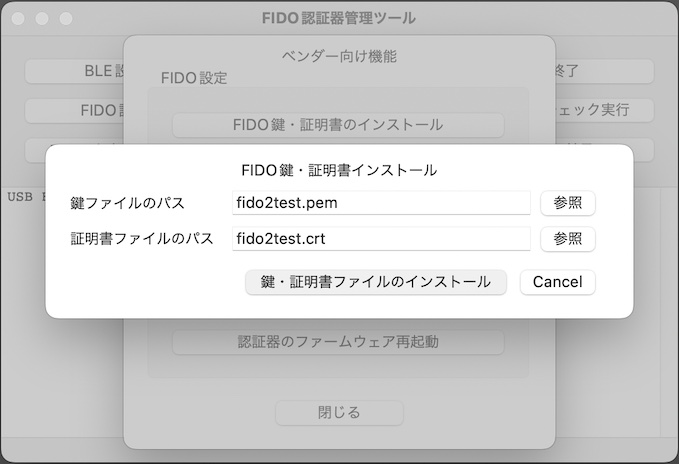 FIDO認証器管理ツール
ベンダー向け機能
BLE設
FIDO設定
終了
FIDO設
FIDO鍵・証明書のインストール
ェック実行
FIDO鍵・証明書インストール
USB
鍵ファイルのパス fido2test.pem 参照
証明書ファイルのパス fido2test.crt 参照
鍵・証明書ファイルのインストール Cancel
認証器のファームウェア再起動
閉じる